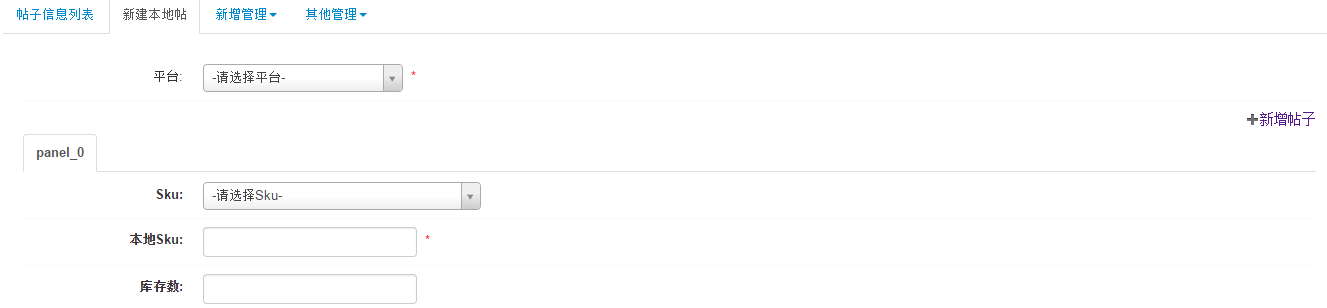 帖子信息列表 新建本地帖 新增管理 其他管理
平台: -请选择平台- *
新增帖子
panel_0
Sku: -请选择Sku-
本地Sku: *
库存数: